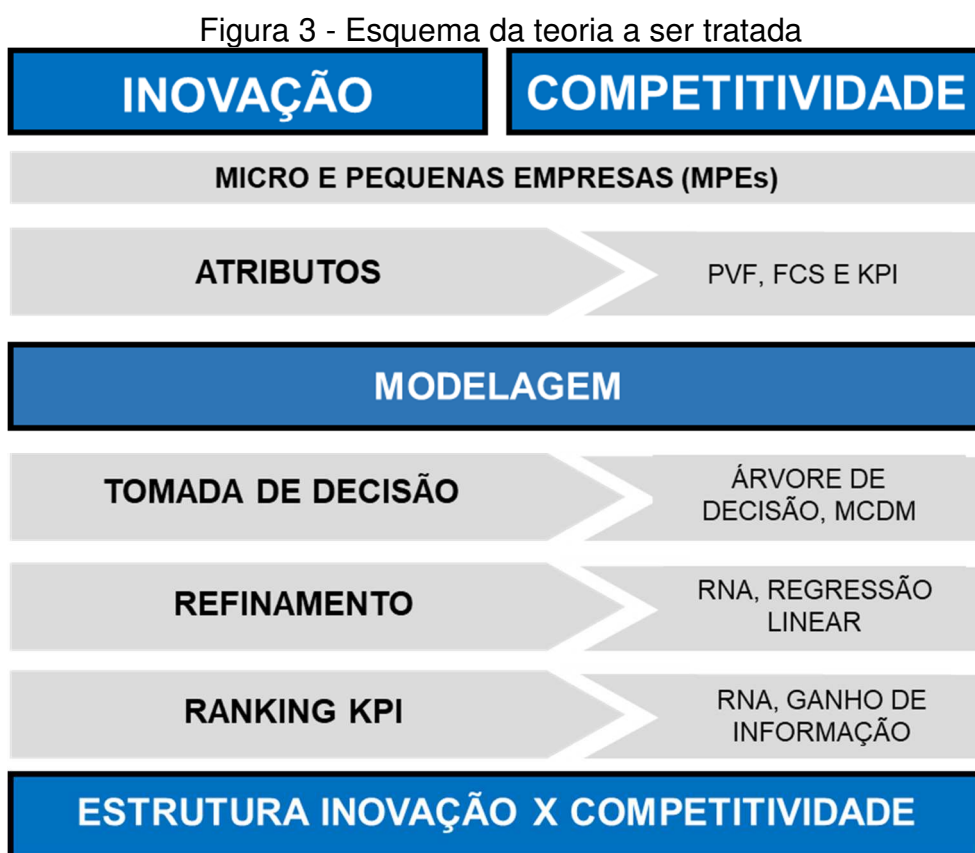 Figura 3 - Esquema da teoria a ser tratada
INOVAÇÃO
COMPETITIVIDADE
MICRO E PEQUENAS EMPRESAS (MPEs)
ATRIBUTOS
PVF, FCS E KPI
MODELAGEM
TOMADA DE DECISÃO
ÁRVORE DE
DECISÃO, MCDM
REFINAMENTO
RNA, REGRESSÃO
LINEAR
RANKING KPI
RNA, GANHO DE
INFORMAÇÃO
ESTRUTURA INOVAÇÃO X COMPETITIVIDADE